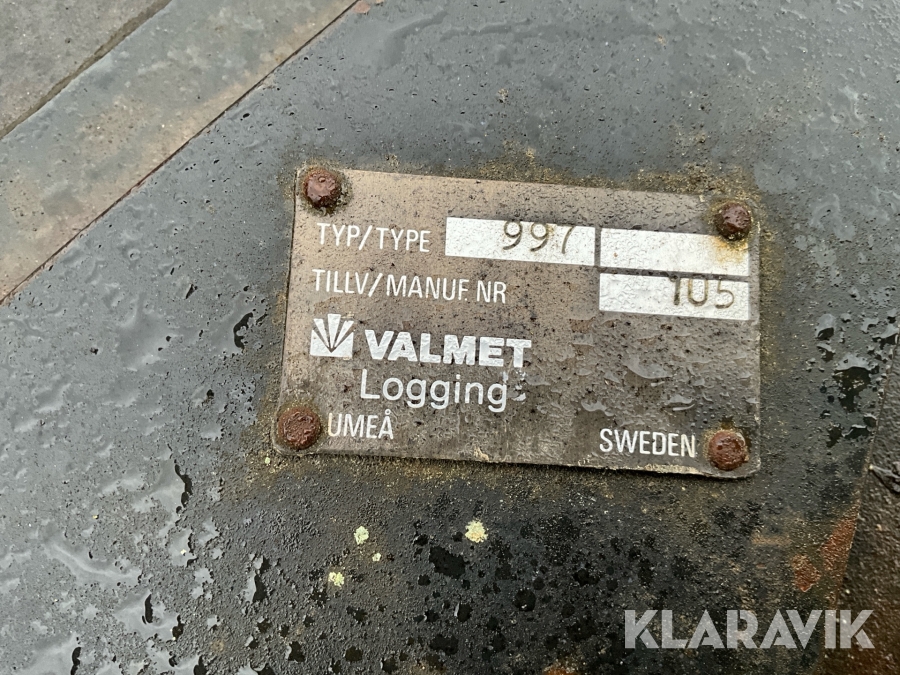 TYP/TYPE 997
TILLV/MANUF. NR 105
VALMET
Logging
UMEÅ SWEDEN
KLARAVIK